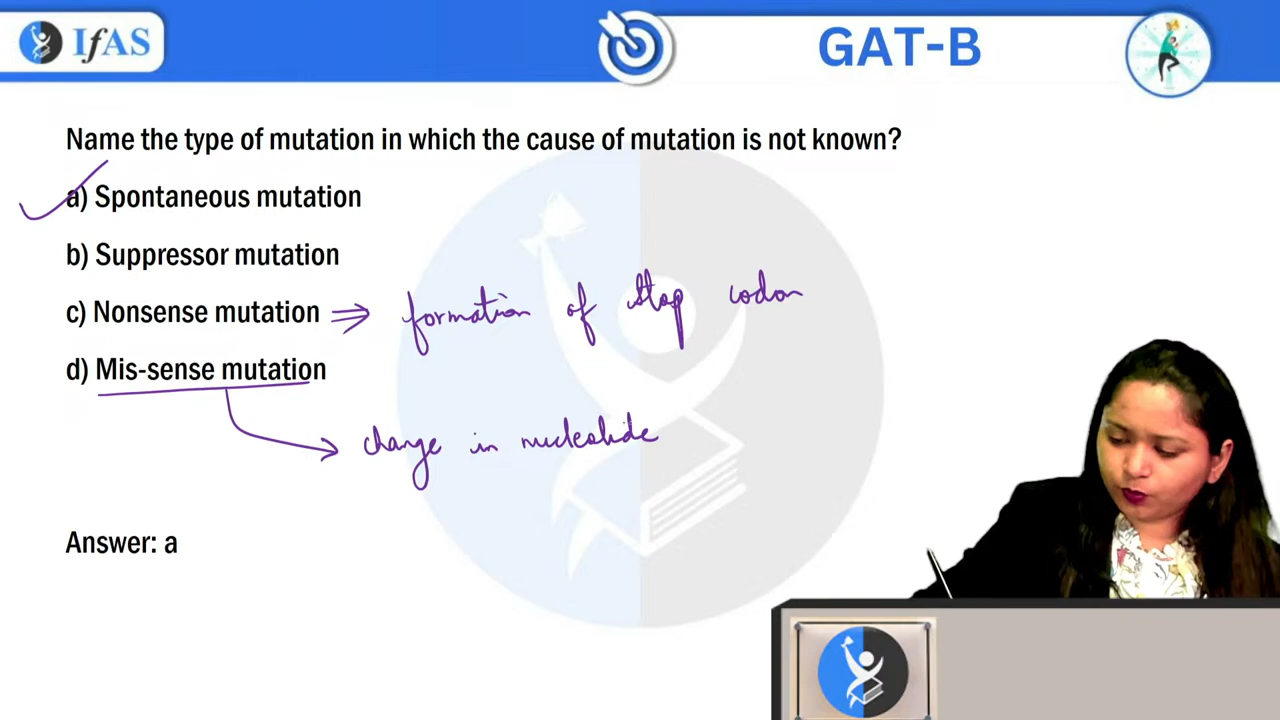 IfAS
GAT-B
Name the type of mutation in which the cause of mutation is not known?
a) Spontaneous mutation
b) Suppressor mutation
c) Nonsense mutation ⇒ formation of stop codon
d) Mis-sense mutation
change in nucleotide
Answer: a